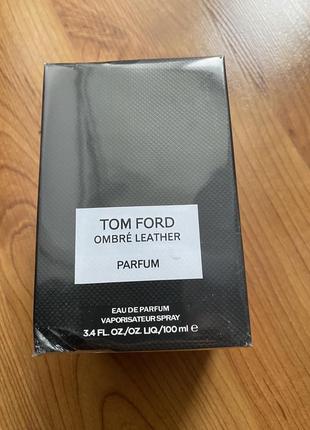 TOM FORD
OMBRÉ LEATHER
PARFUM
EAU DE PARFUM
VAPORISATEUR SPRAY
3.4 FL. OZ./OZ. LIQ./100 ml ℮